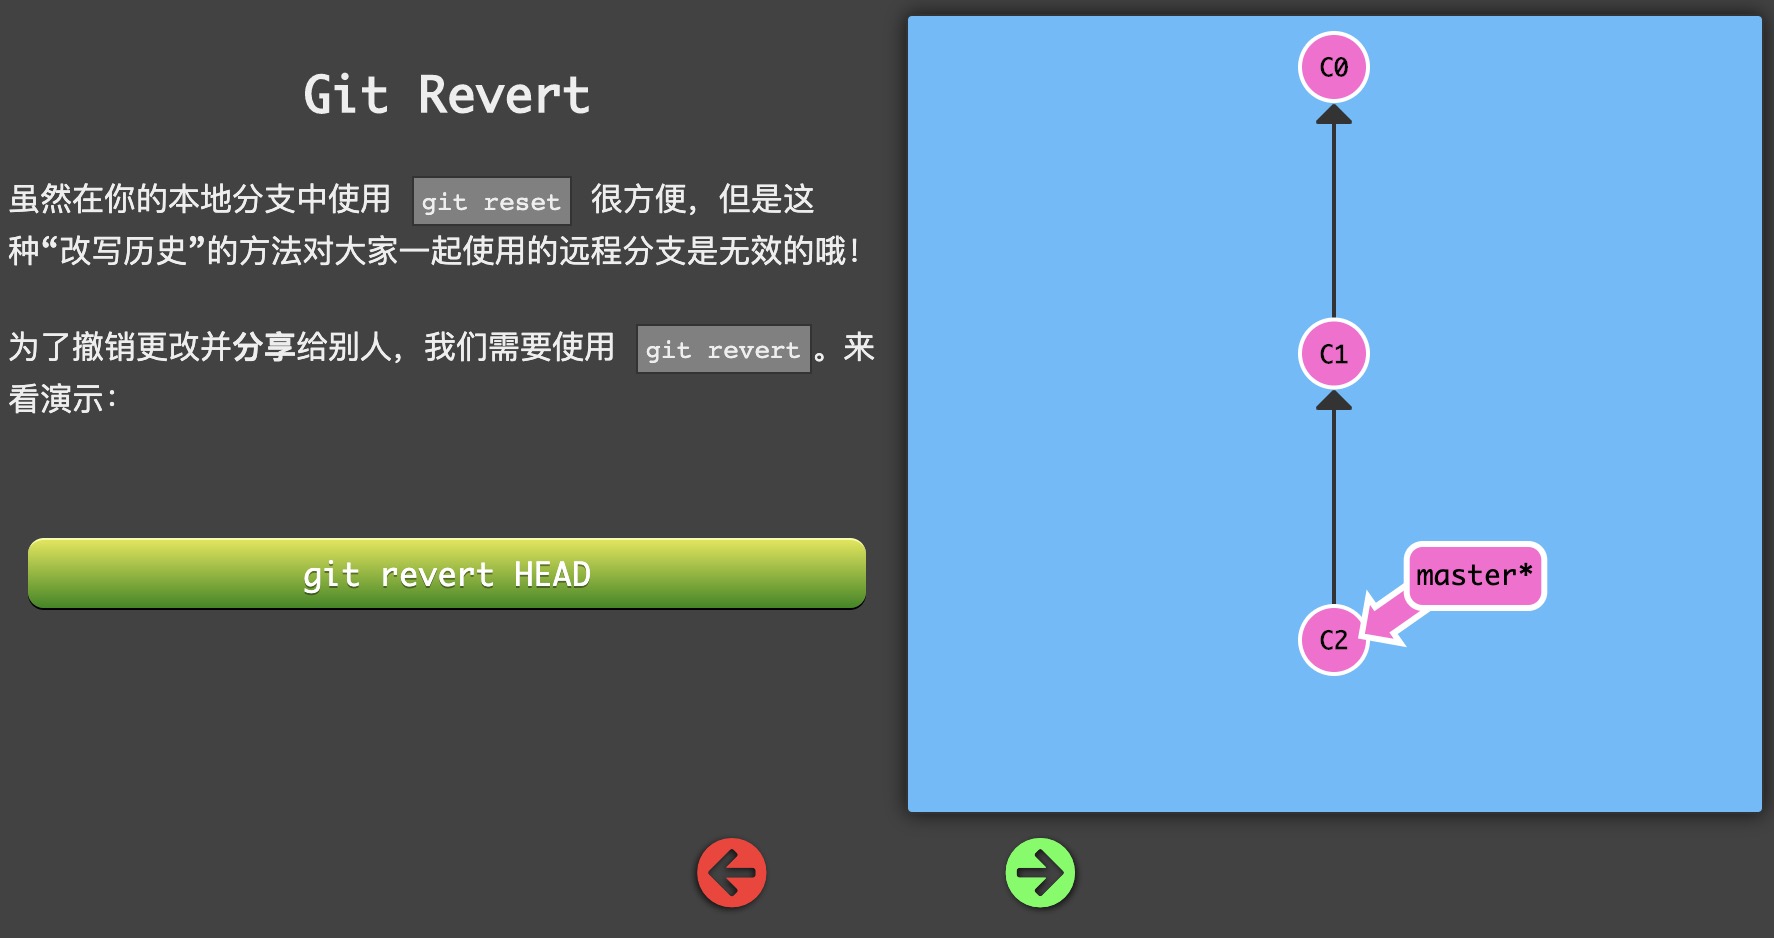 Git Revert
虽然在你的本地分支中使用 git reset 很方便，但是这
种“改写历史”的方法对大家一起使用的远程分支是无效的哦！
为了撤销更改并分享给别人，我们需要使用 git revert。来
看演示：
git revert HEAD
C0
C1
master*
C2